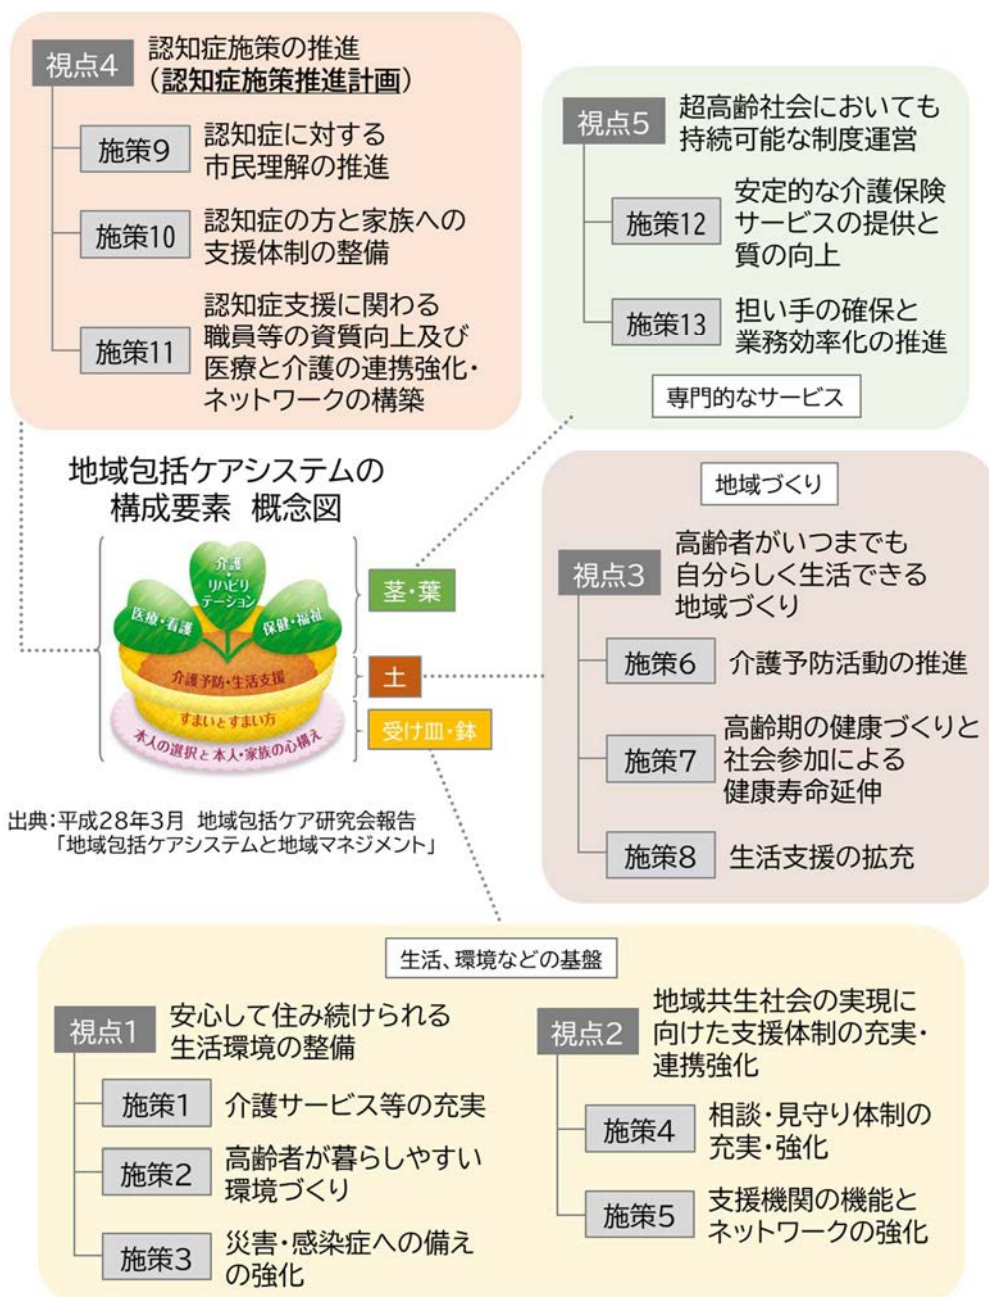 視点4
認知症施策の推進
（認知症施策推進計画）
施策9
認知症に対する
市民理解の推進
施策10
認知症の方と家族への
支援体制の整備
施策11
認知症支援に関わる
職員等の資質向上及び
医療と介護の連携強化・
ネットワークの構築
視点5
超高齢社会においても
持続可能な制度運営
施策12
安定的な介護保険
サービスの提供と
質の向上
施策13
担い手の確保と
業務効率化の推進
専門的なサービス
地域包括ケアシステムの
構成要素 概念図
介護
・
リハビリ
テーション
医療・看護
保健・福祉
介護予防・生活支援
すまいとすまい方
本人の選択と本人・家族の心構え
茎・葉
土
受け皿・鉢
出典：平成28年3月 地域包括ケア研究会報告
「地域包括ケアシステムと地域マネジメント」
地域づくり
視点3
高齢者がいつまでも
自分らしく生活できる
地域づくり
施策6
介護予防活動の推進
施策7
高齢期の健康づくりと
社会参加による
健康寿命延伸
施策8
生活支援の拡充
生活、環境などの基盤
視点1
安心して住み続けられる
生活環境の整備
施策1
介護サービス等の充実
施策2
高齢者が暮らしやすい
環境づくり
施策3
災害・感染症への備え
の強化
視点2
地域共生社会の実現に
向けた支援体制の充実・
連携強化
施策4
相談・見守り体制の
充実・強化
施策5
支援機関の機能と
ネットワークの強化